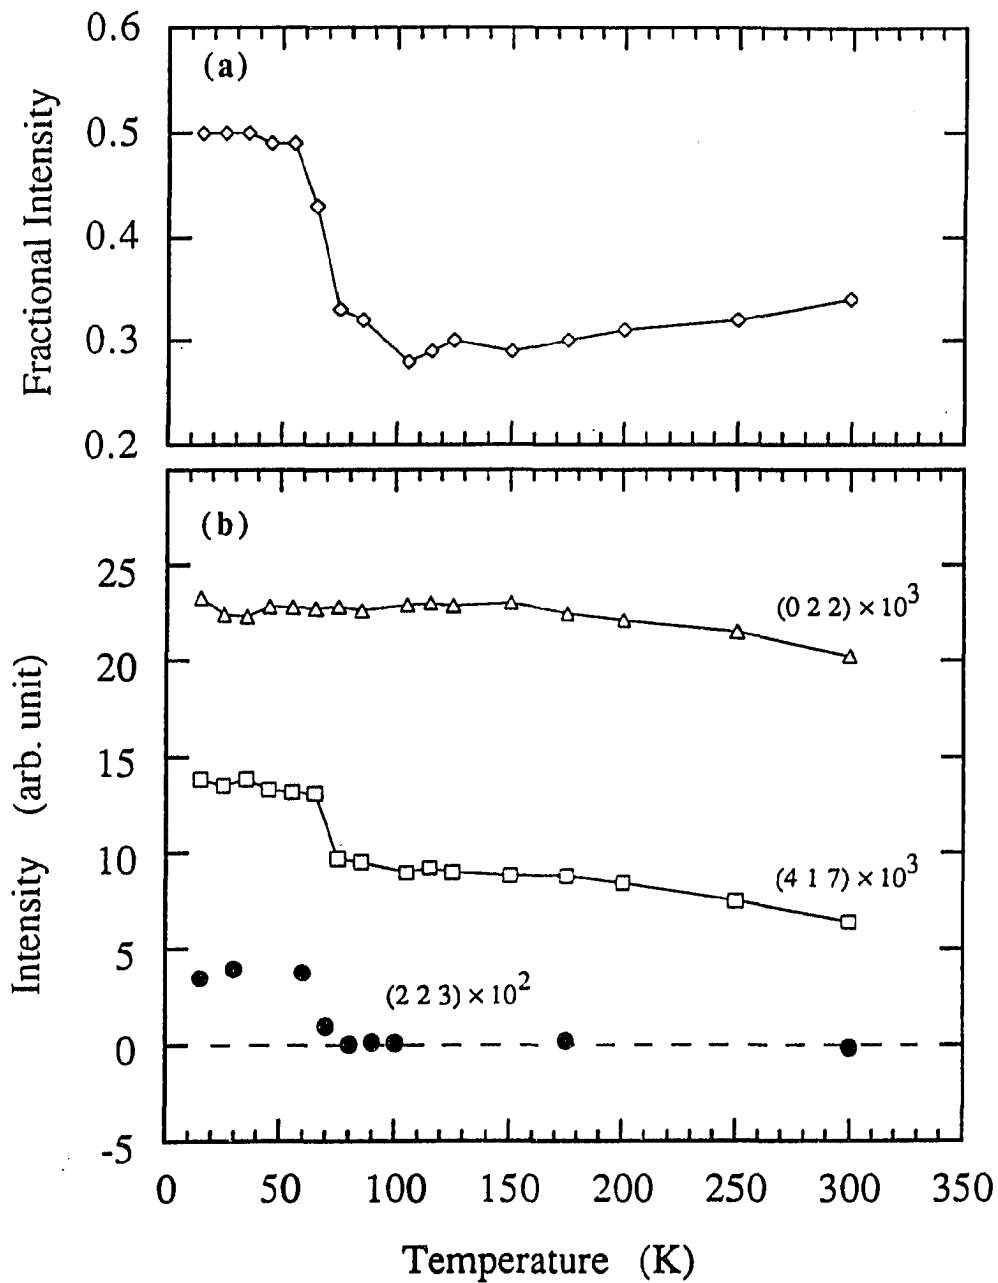 (a)
Fractional Intensity
0.6
0.5
0.4
0.3
0.2
(b)
Intensity (arb. unit)
25
20
15
10
5
0
-5
(0 2 2) × 10³
(4 1 7) × 10³
(2 2 3) × 10²
0 50 100 150 200 250 300 350
Temperature (K)